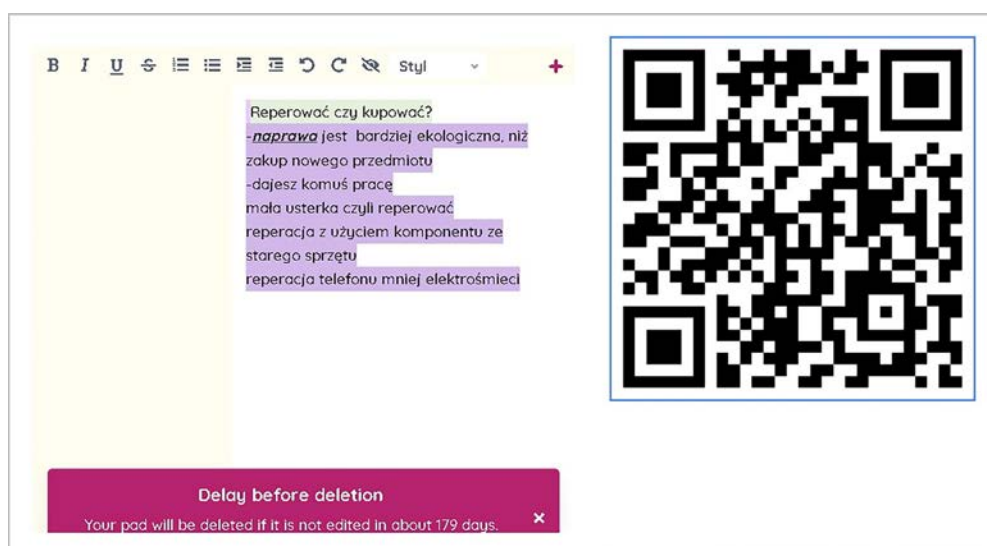 B I U S Styl
Reperować czy kupować?
-naprawa jest bardziej ekologiczna, niż
zakup nowego przedmiotu
-dajesz komuś pracę
mała usterka czyli reperować
reperacja z użyciem komponentu ze
starego sprzętu
reperacja telefonu mniej elektrośmieci
Delay before deletion
Your pad will be deleted if it is not edited in about 179 days.